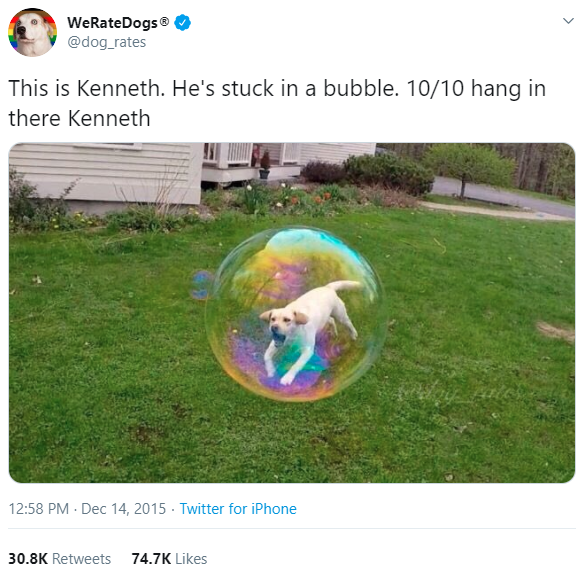 WeRateDogs®
@dog_rates
This is Kenneth. He's stuck in a bubble. 10/10 hang in
there Kenneth
12:58 PM · Dec 14, 2015 · Twitter for iPhone
30.8K Retweets 74.7K Likes